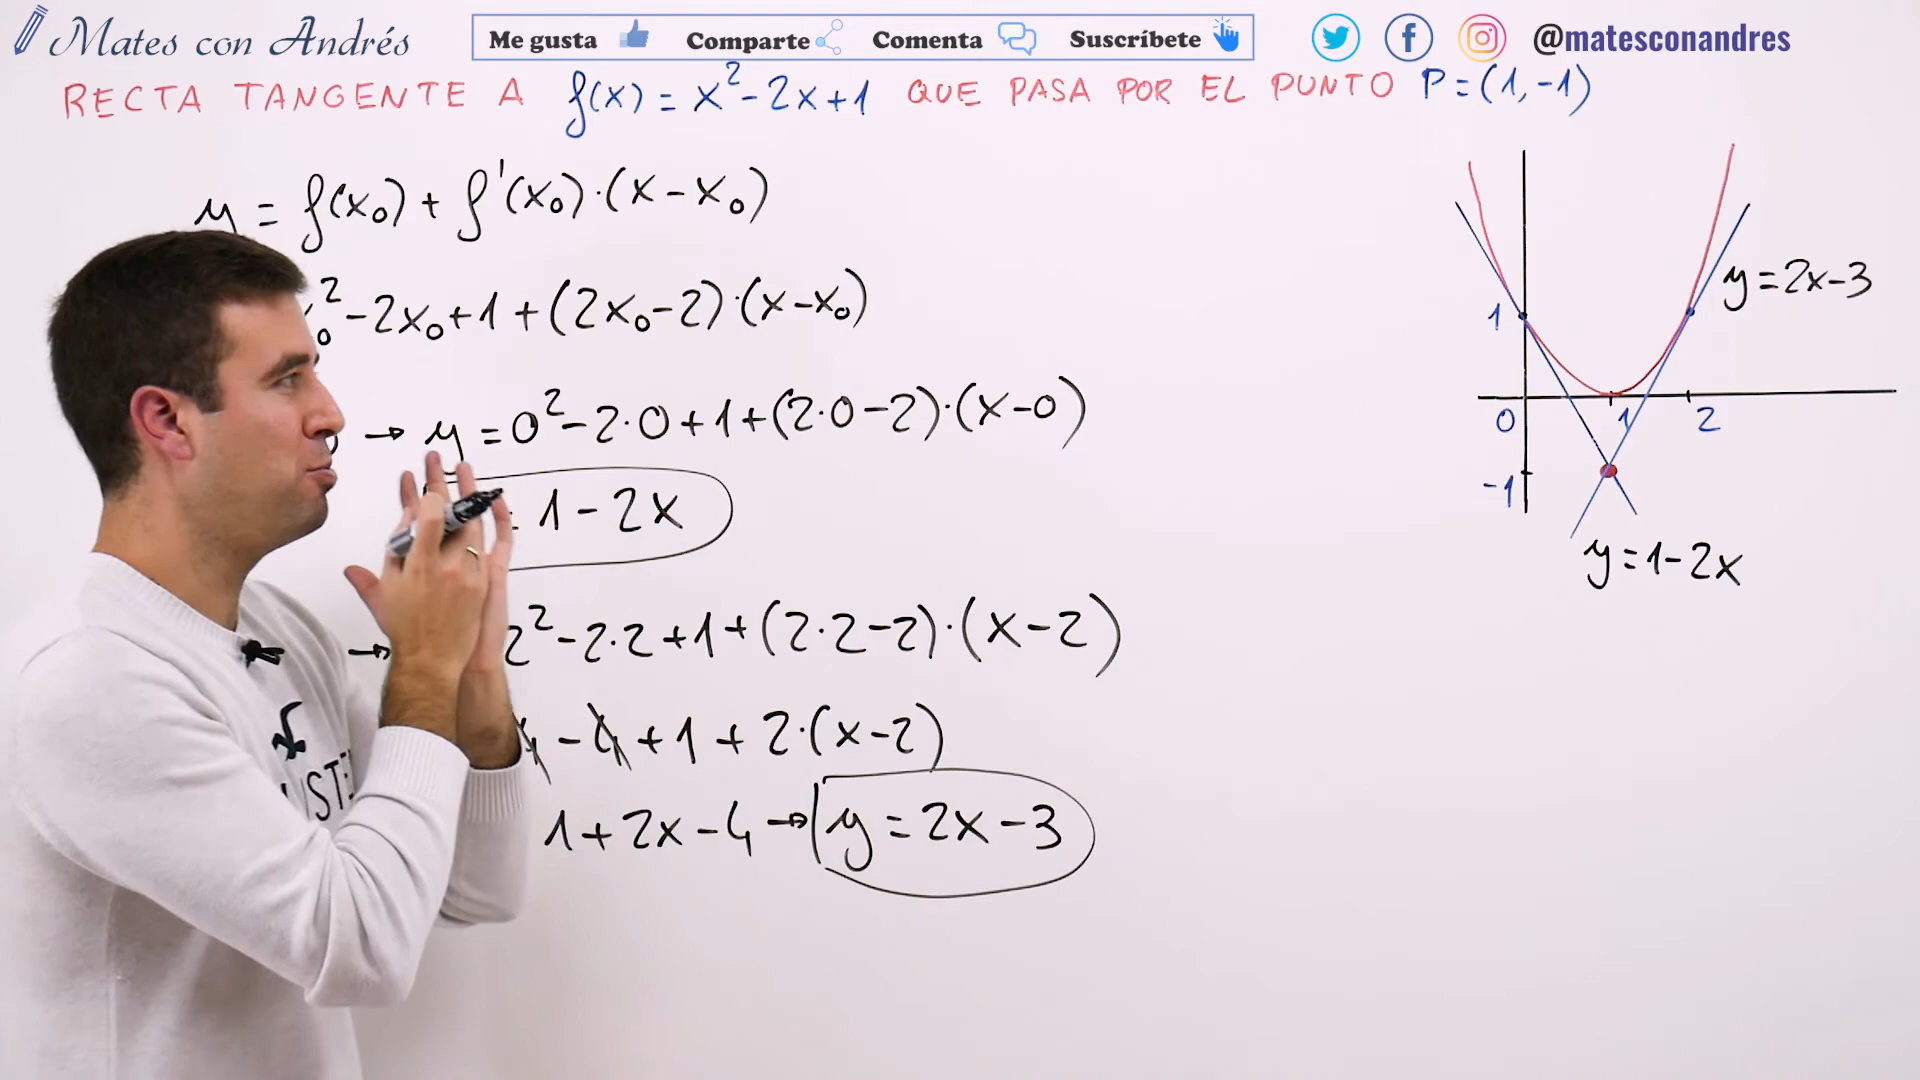 Mates con Andrés
Me gusta Comparte Comenta Suscríbete @matesconandres
RECTA TANGENTE A f(x) = x² - 2x + 1 QUE PASA POR EL PUNTO P = (1, -1)
y = f(x₀) + f'(x₀)·(x - x₀)
₀² - 2x₀ + 1 + (2x₀ - 2)·(x - x₀)
→ y = 0² - 2·0 + 1 + (2·0 - 2)·(x - 0)
= 1 - 2x
→ 2² - 2·2 + 1 + (2·2 - 2)·(x - 2)
4 - 4 + 1 + 2·(x - 2)
1 + 2x - 4 → y = 2x - 3
y = 2x - 3
1
0 1 2
-1
y = 1 - 2x